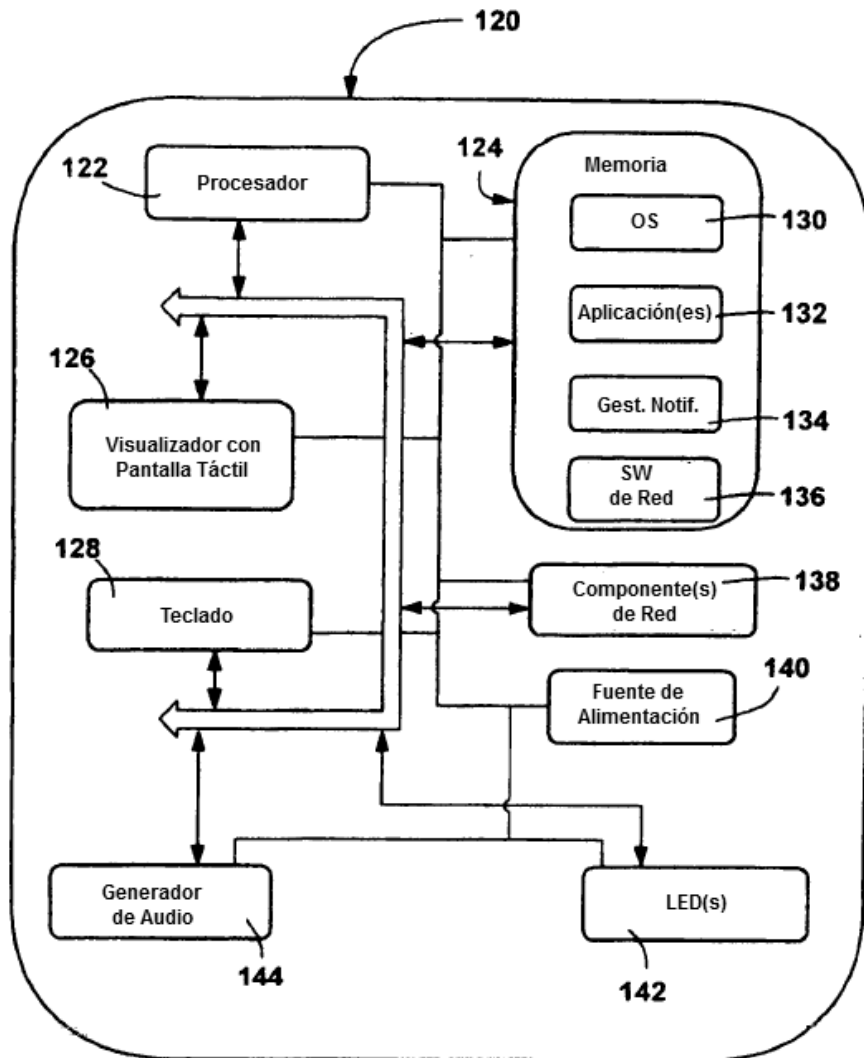 120
122
Procesador
124
Memoria
OS
130
Aplicación(es)
132
126
Visualizador con
Pantalla Táctil
Gest. Notif.
134
SW
de Red
136
128
Teclado
Componente(s)
de Red
138
Fuente de
Alimentación
140
Generador
de Audio
144
LED(s)
142